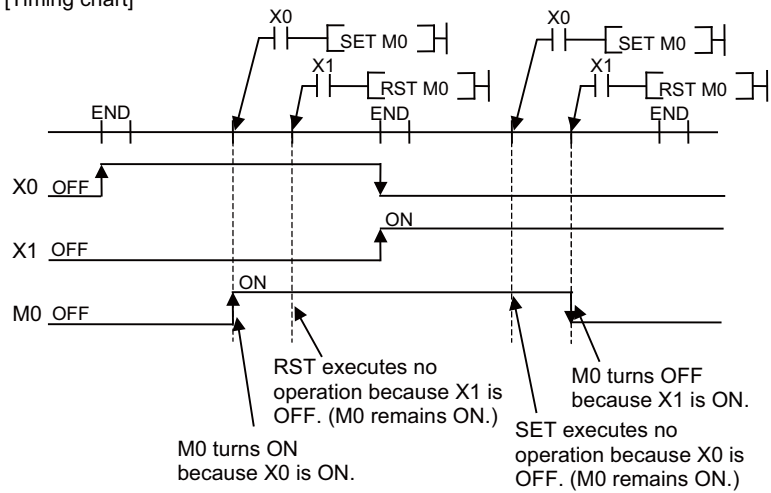 [Timing chart]
X0 X0
SET M0 SET M0
X1 X1
RST M0 RST M0
END END END
X0 OFF
ON
X1 OFF
ON
M0 OFF
RST executes no
operation because X1 is
OFF. (M0 remains ON.)
M0 turns OFF
because X1 is ON.
M0 turns ON
because X0 is ON.
SET executes no
operation because X0 is
OFF. (M0 remains ON.)